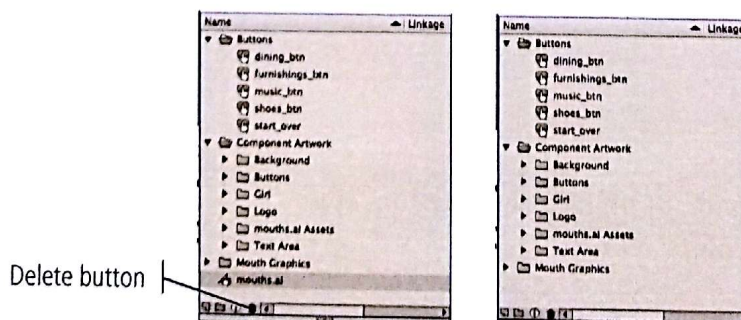 Name Linkage
Buttons
dining_btn
furnishings_btn
music_btn
shoes_btn
start_over
Component Artwork
Background
Buttons
Girl
Logo
mouths.ai Assets
Text Area
Mouth Graphics
mouths.ai
Delete button
Name Linkage
Buttons
dining_btn
furnishings_btn
music_btn
shoes_btn
start_over
Component Artwork
Background
Buttons
Girl
Logo
mouths.ai Assets
Text Area
Mouth Graphics